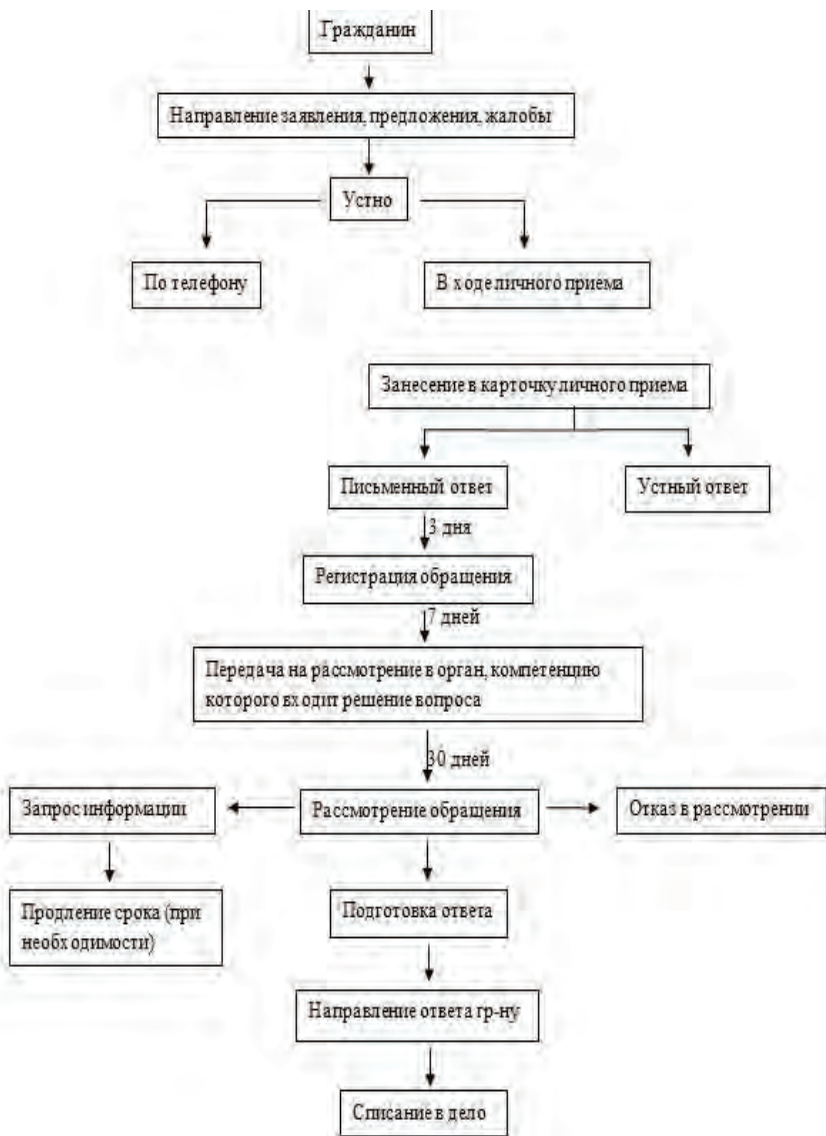 Гражданин
Направление заявления, предложения, жалобы
Устно
По телефону
В ходе личного приема
Занесение в карточку личного приема
Письменный ответ
Устный ответ
3 дня
Регистрация обращения
7 дней
Передача на рассмотрение в орган, компетенцию
которого входит решение вопроса
30 дней
Запрос информации
Рассмотрение обращения
Отказ в рассмотрении
Продление срока (при
необходимости)
Подготовка ответа
Направление ответа гр-ну
Списание в дело